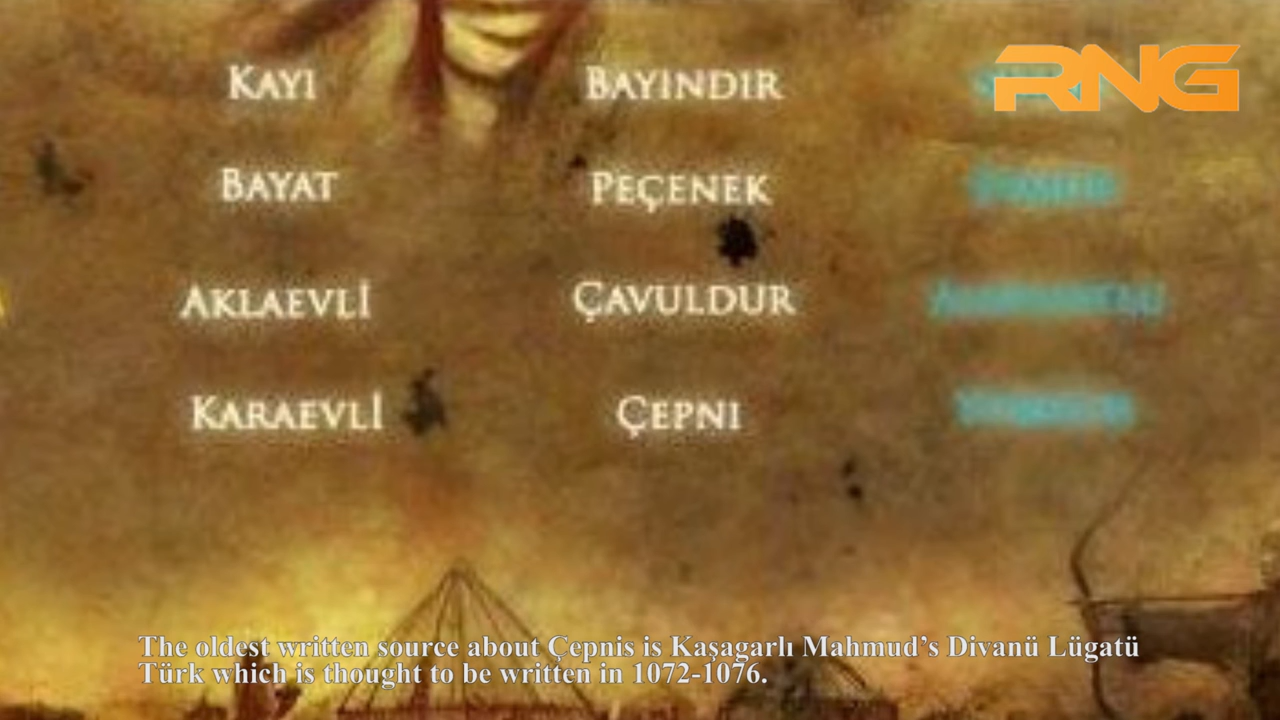 KAYI BAYINDIR RNG
BAYAT PEÇENEK
AKLAEVLİ ÇAVULDUR
KARAEVLİ ÇEPNI
The oldest written source about Çepnis is Kaşagarlı Mahmud’s Divanü Lügatü
Türk which is thought to be written in 1072-1076.